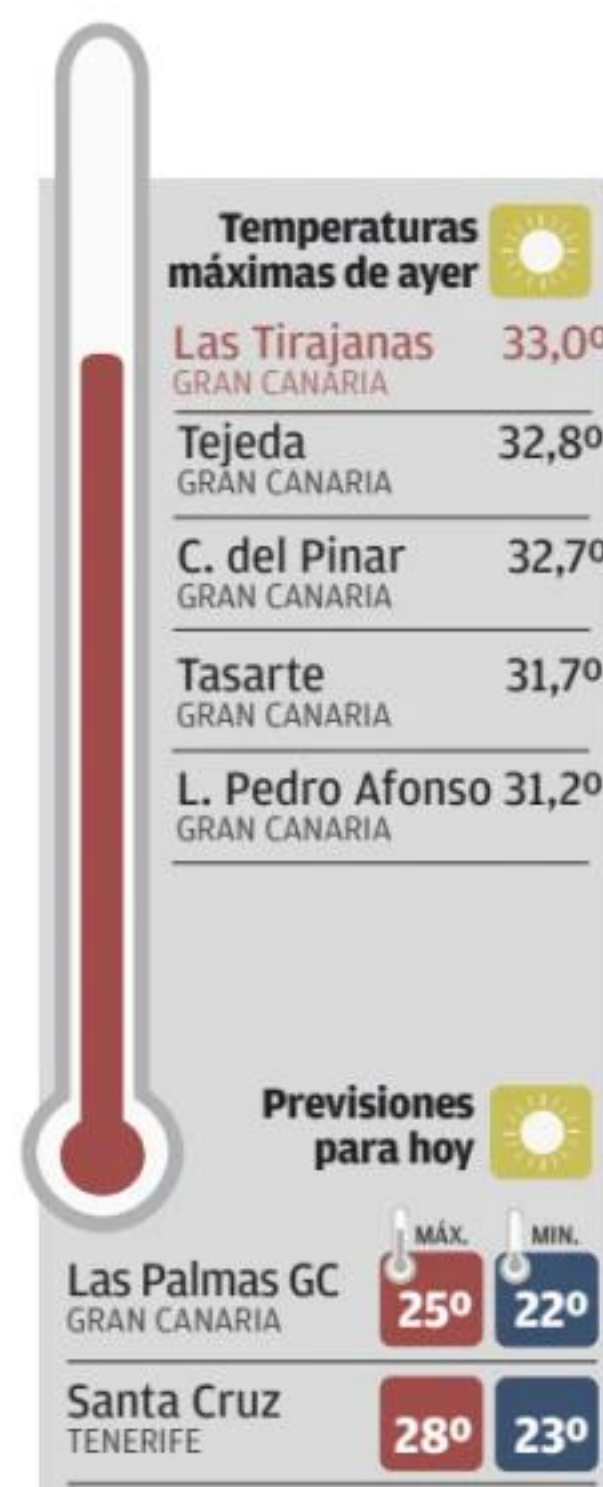 Temperaturas
máximas de ayer
Las Tirajanas 33,0º
GRAN CANARIA
Tejeda 32,8º
GRAN CANARIA
C. del Pinar 32,7º
GRAN CANARIA
Tasarte 31,7º
GRAN CANARIA
L. Pedro Afonso 31,2º
GRAN CANARIA
Previsiones
para hoy
MÁX. MIN.
Las Palmas GC 25º 22º
GRAN CANARIA
Santa Cruz 28º 23º
TENERIFE